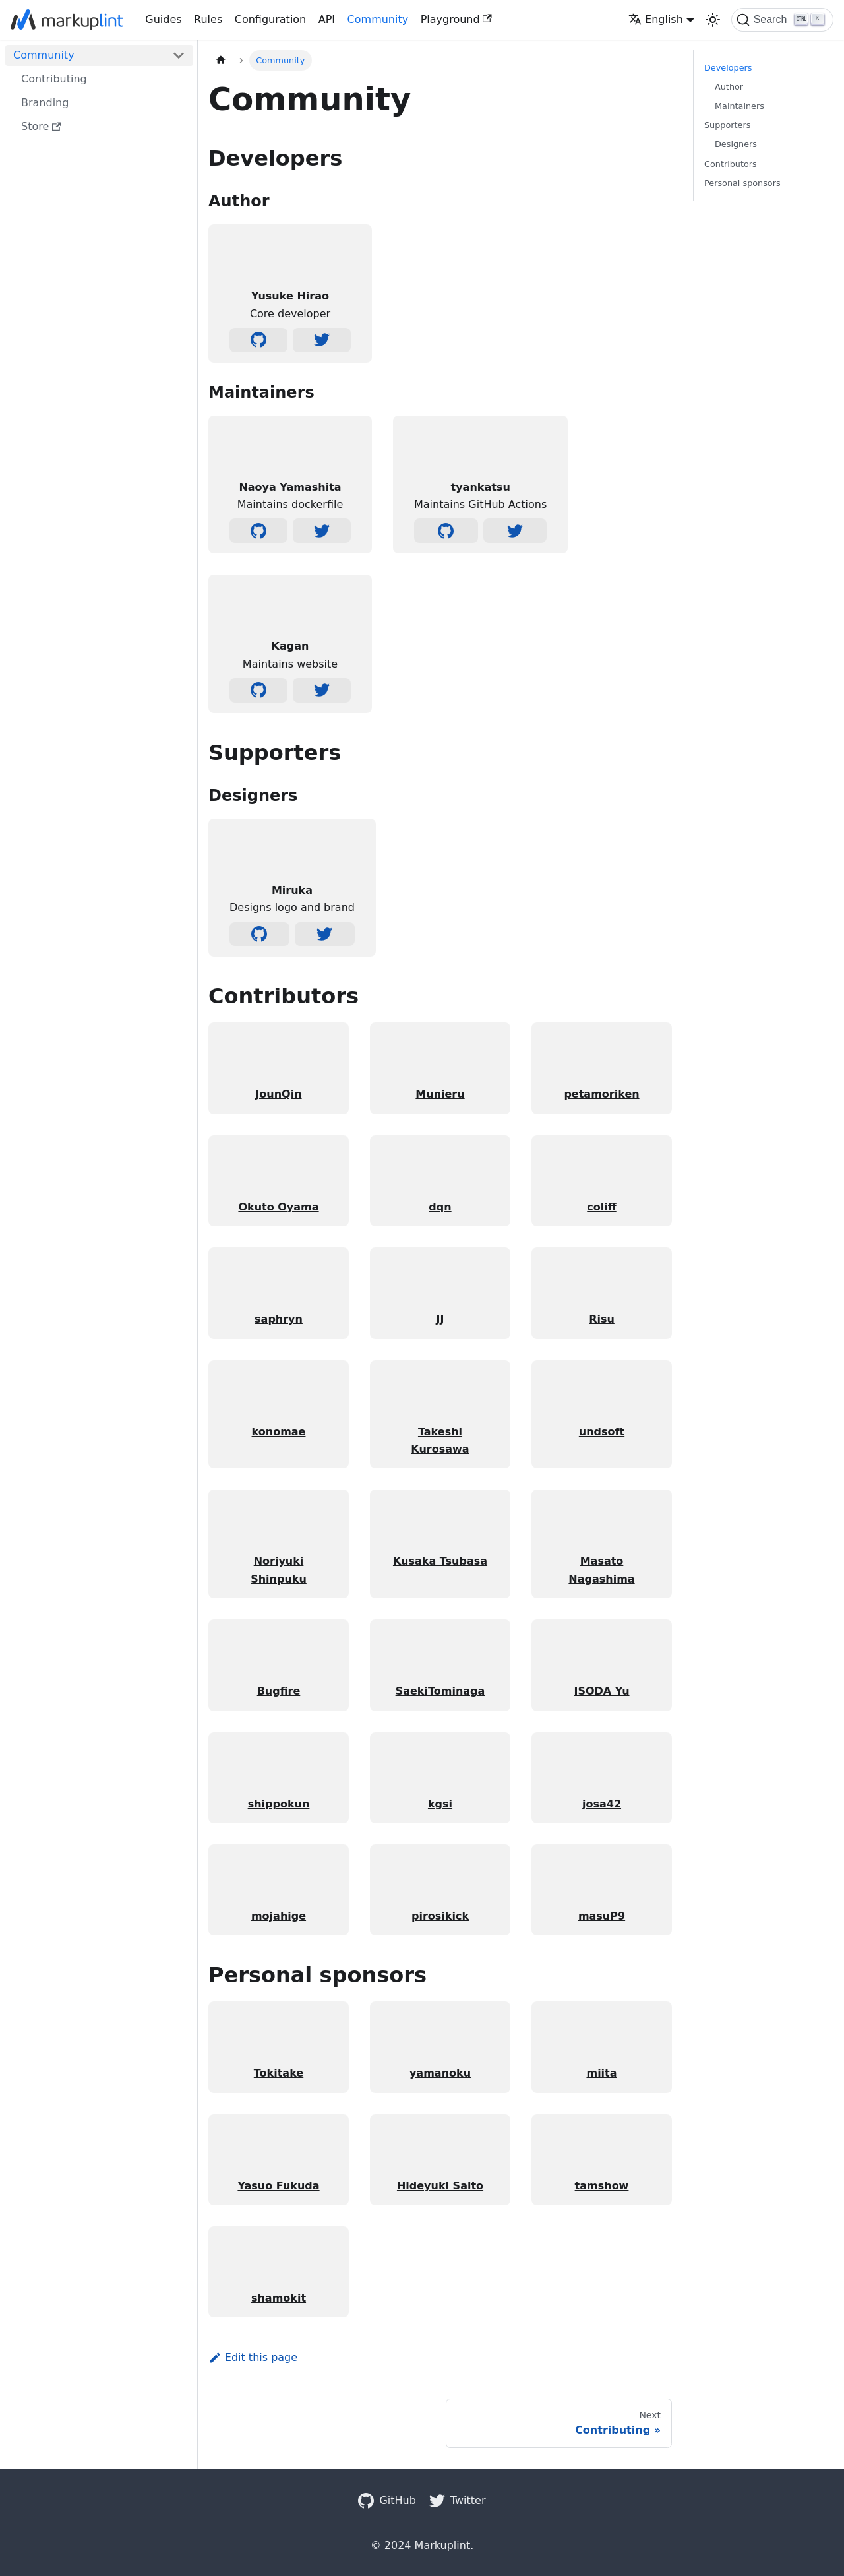 markuplint Guides Rules Configuration API Community Playground English Search CTRL K
Community
Contributing
Branding
Store
Community
Community
Developers
Author
Yusuke Hirao
Core developer
Maintainers
Naoya Yamashita
Maintains dockerfile
tyankatsu
Maintains GitHub Actions
Kagan
Maintains website
Supporters
Designers
Miruka
Designs logo and brand
Contributors
JounQin
Munieru
petamoriken
Okuto Oyama
dqn
coliff
saphryn
JJ
Risu
konomae
Takeshi
Kurosawa
undsoft
Noriyuki
Shinpuku
Kusaka Tsubasa
Masato
Nagashima
Bugfire
SaekiTominaga
ISODA Yu
shippokun
kgsi
josa42
mojahige
pirosikick
masuP9
Personal sponsors
Tokitake
yamanoku
miita
Yasuo Fukuda
Hideyuki Saito
tamshow
shamokit
Edit this page
Next
Contributing »
Developers
Author
Maintainers
Supporters
Designers
Contributors
Personal sponsors
GitHub Twitter
© 2024 Markuplint.